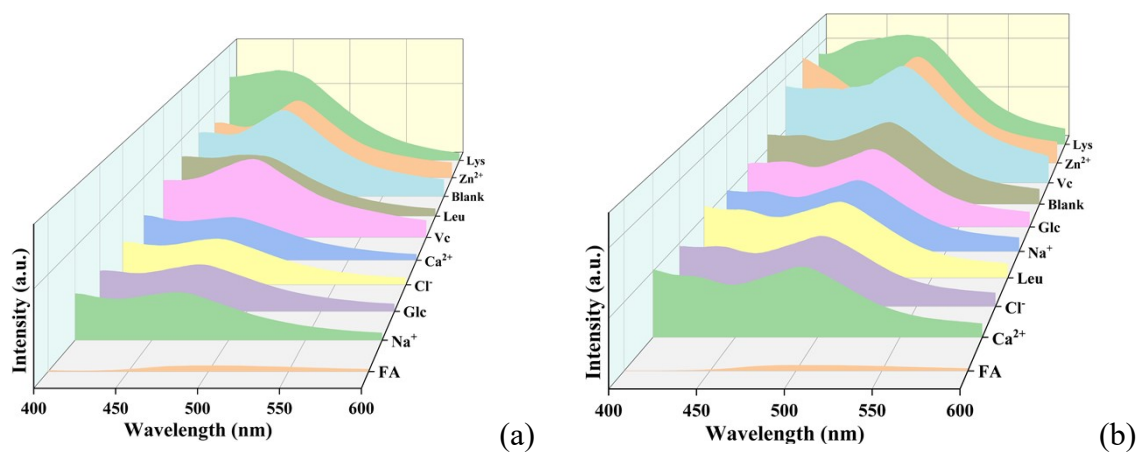 Intensity (a.u.)
Lys
Zn²⁺
Blank
Leu
Vc
Ca²⁺
Cl⁻
Glc
Na⁺
FA
400 450 500 550 600
Wavelength (nm)
(a)
Intensity (a.u.)
Lys
Zn²⁺
Vc
Blank
Glc
Na⁺
Leu
Cl⁻
Ca²⁺
FA
400 450 500 550 600
Wavelength (nm)
(b)